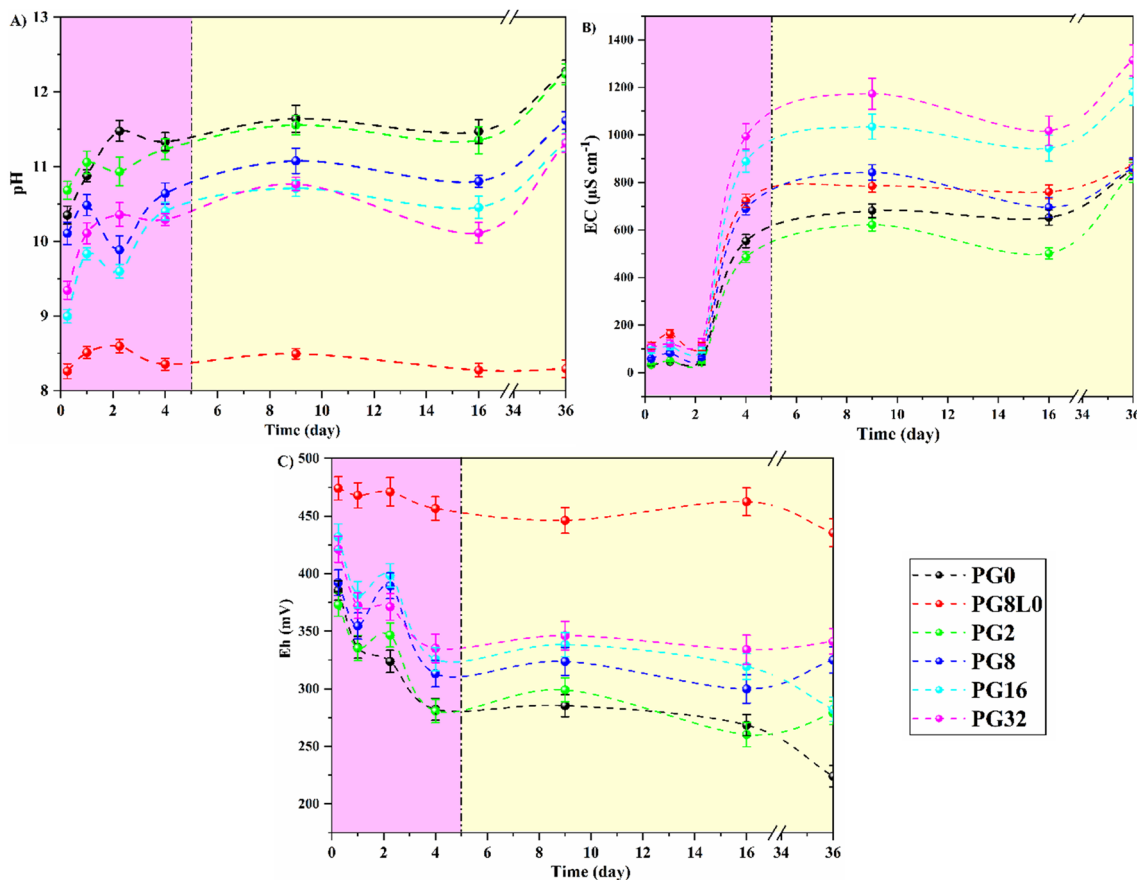 A)
13
12
11
10
9
8
pH
0 2 4 6 8 10 12 14 16 34 36
Time (day)
B)
1400
1200
1000
800
600
400
200
0
EC (µS cm⁻¹)
0 2 4 6 8 10 12 14 16 34 36
Time (day)
C)
500
450
400
350
300
250
200
Eh (mV)
0 2 4 6 8 10 12 14 16 34 36
Time (day)
PG0
PG8L0
PG2
PG8
PG16
PG32